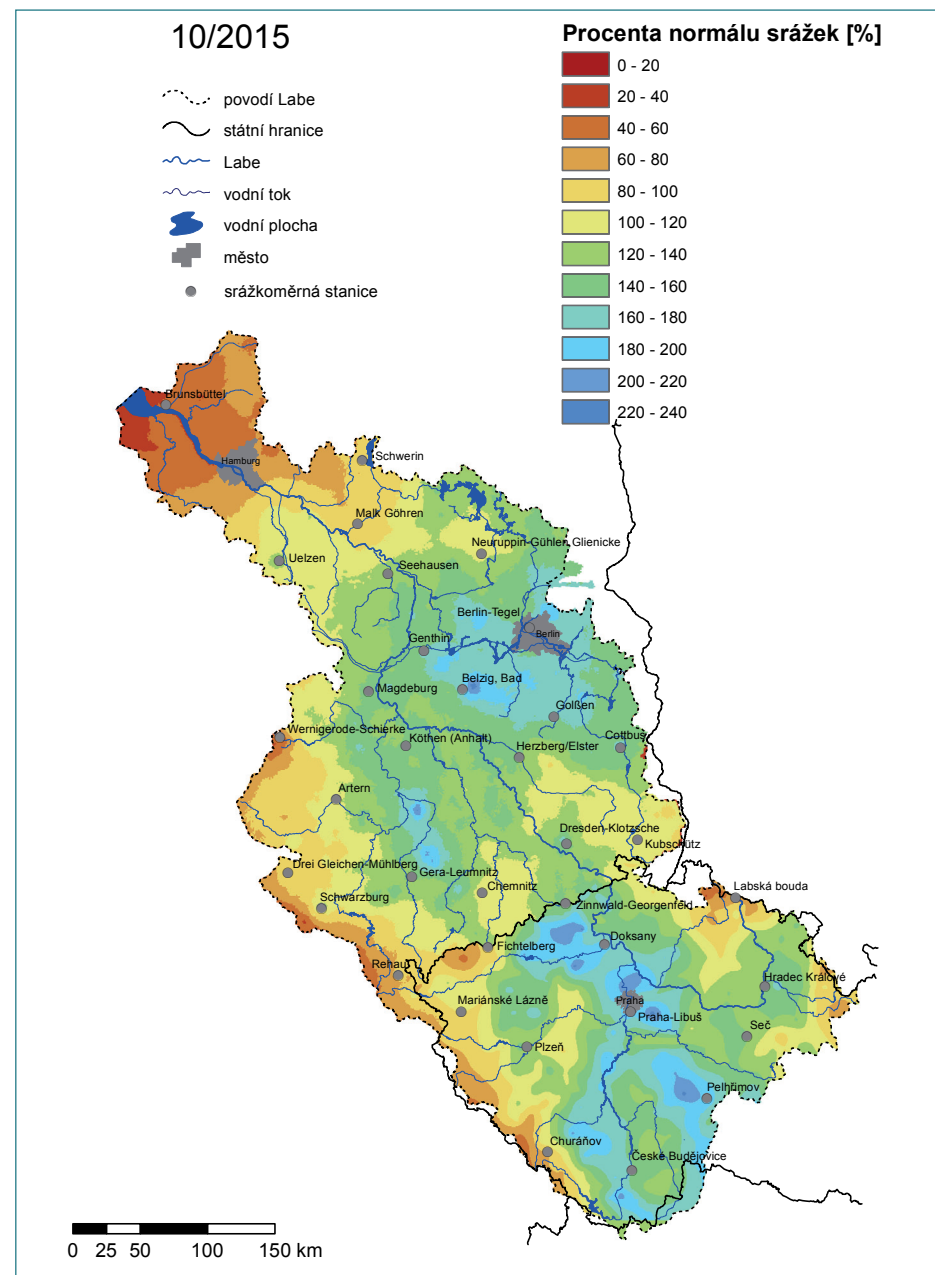 10/2015
povodí Labe
státní hranice
Labe
vodní tok
vodní plocha
město
srážkoměrná stanice
Procenta normálu srážek [%]
0 - 20
20 - 40
40 - 60
60 - 80
80 - 100
100 - 120
120 - 140
140 - 160
160 - 180
180 - 200
200 - 220
220 - 240
Brunsbüttel
Hamburg
Schwerin
Malk Göhren
Uelzen
Neuruppin-Gühlen Glienicke
Seehausen
Berlin-Tegel
Berlin
Genthin
Magdeburg
Belzig, Bad
Golßen
Wernigerode-Schierke
Köthen (Anhalt)
Herzberg/Elster
Cottbus
Artern
Dresden-Klotzsche
Kubschütz
Drei Gleichen-Mühlberg
Gera-Leumnitz
Chemnitz
Labská bouda
Schwarzburg
Zinnwald-Georgenfeld
Fichtelberg
Doksany
Rehau
Hradec Králové
Mariánské Lázně
Praha
Praha-Libuš
Seč
Plzeň
Pelhřimov
Churáňov
České Budějovice
0 25 50 100 150 km